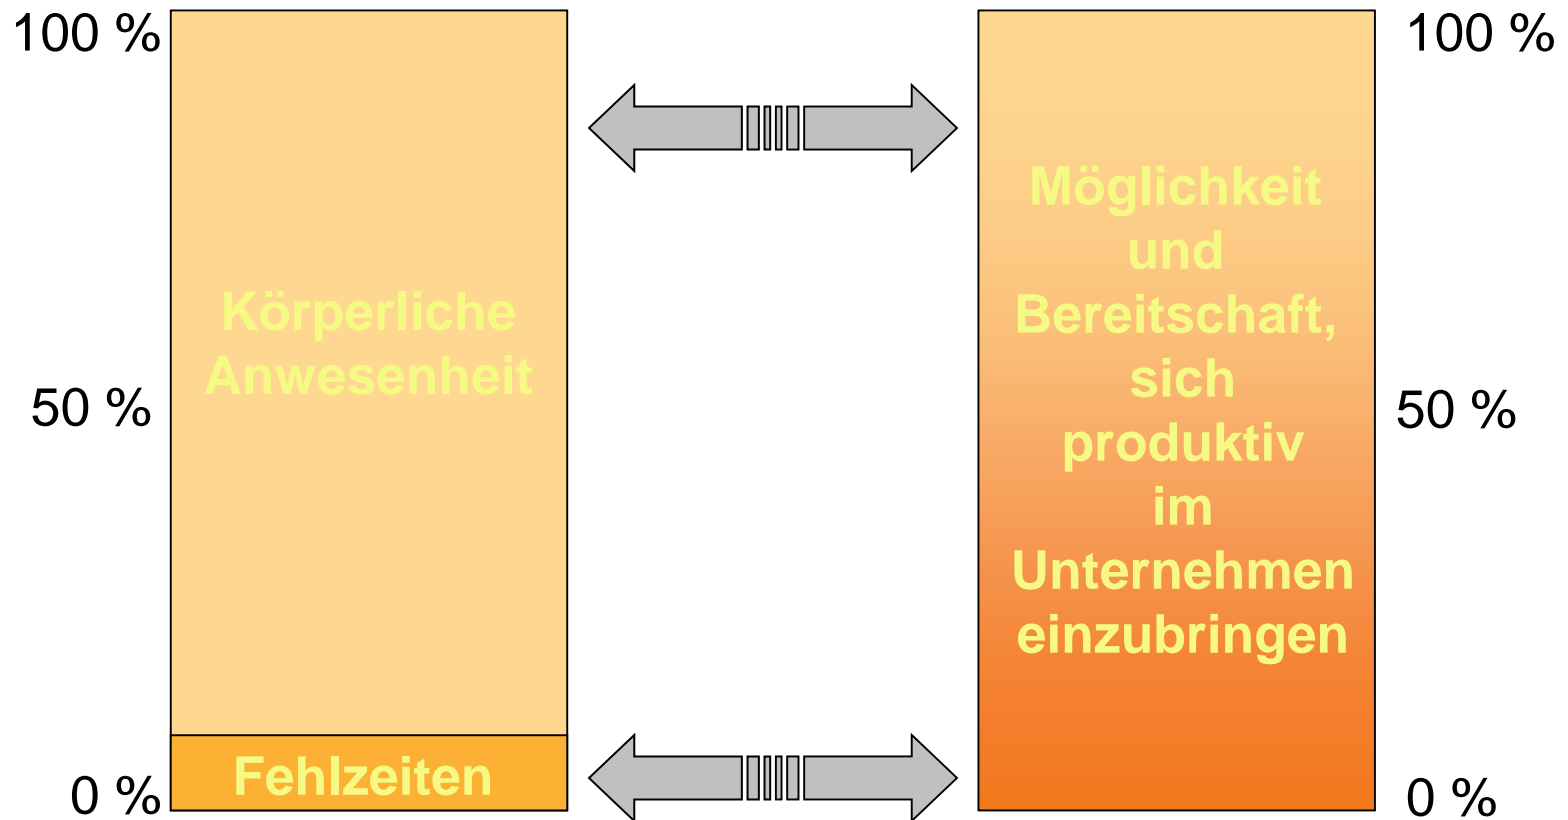 100 %
50 %
0 %
Körperliche
Anwesenheit
Fehlzeiten
Möglichkeit
und
Bereitschaft,
sich
produktiv
im
Unternehmen
einzubringen
100 %
50 %
0 %